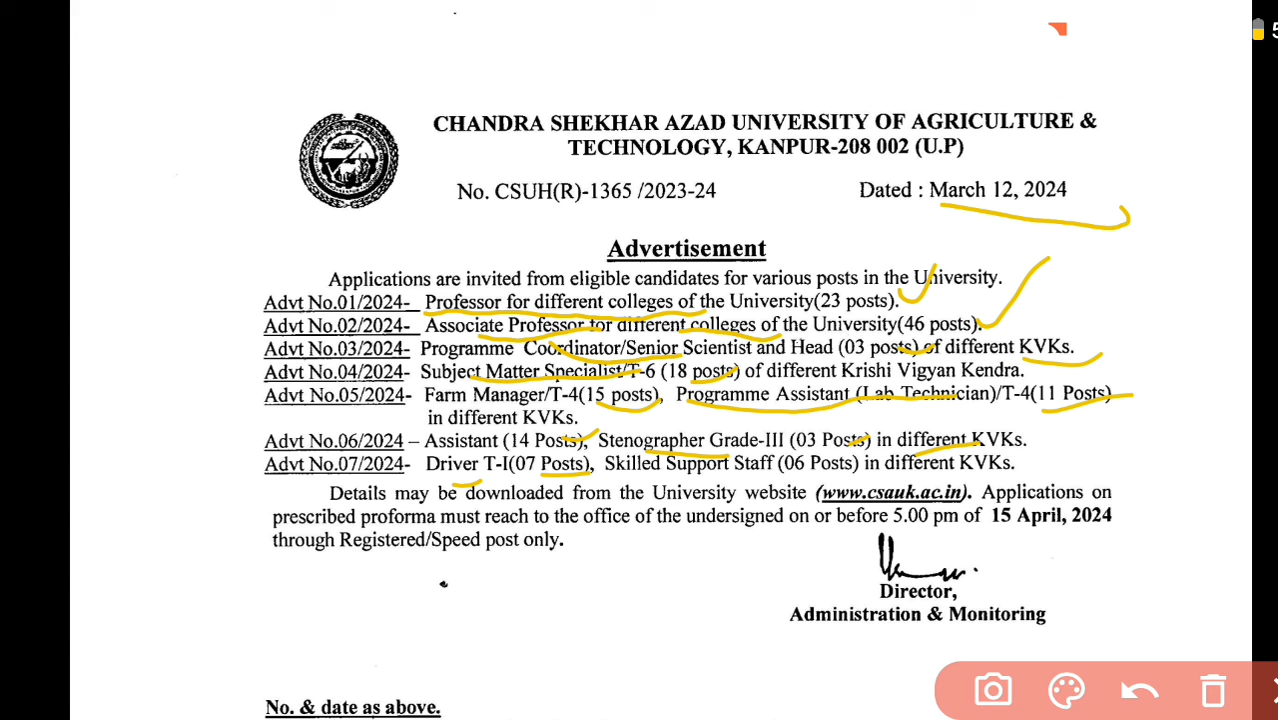 5
CHANDRA SHEKHAR AZAD UNIVERSITY OF AGRICULTURE &
TECHNOLOGY, KANPUR-208 002 (U.P)
No. CSUH(R)-1365 /2023-24 Dated : March 12, 2024
Advertisement
Applications are invited from eligible candidates for various posts in the University.
Advt No.01/2024- Professor for different colleges of the University(23 posts).
Advt No.02/2024- Associate Professor for different colleges of the University(46 posts).
Advt No.03/2024- Programme Coordinator/Senior Scientist and Head (03 posts) of different KVKs.
Advt No.04/2024- Subject Matter Specialist/T-6 (18 posts) of different Krishi Vigyan Kendra.
Advt No.05/2024- Farm Manager/T-4(15 posts), Programme Assistant (Lab Technician)/T-4(11 Posts)
in different KVKs.
Advt No.06/2024 – Assistant (14 Posts), Stenographer Grade-III (03 Posts) in different KVKs.
Advt No.07/2024- Driver T-I(07 Posts), Skilled Support Staff (06 Posts) in different KVKs.
Details may be downloaded from the University website (www.csauk.ac.in). Applications on
prescribed proforma must reach to the office of the undersigned on or before 5.00 pm of 15 April, 2024
through Registered/Speed post only.
Director,
Administration & Monitoring
No. & date as above.